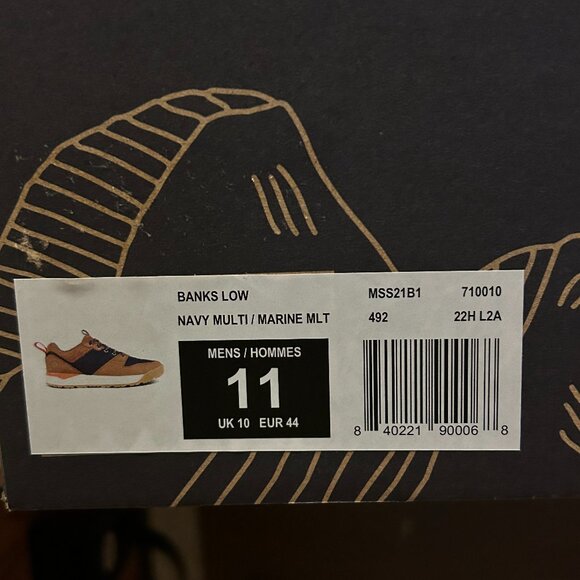 BANKS LOW
NAVY MULTI / MARINE MLT
MSS21B1 710010
492 22H L2A
MENS / HOMMES
11
UK 10 EUR 44
8 40221 90006 8